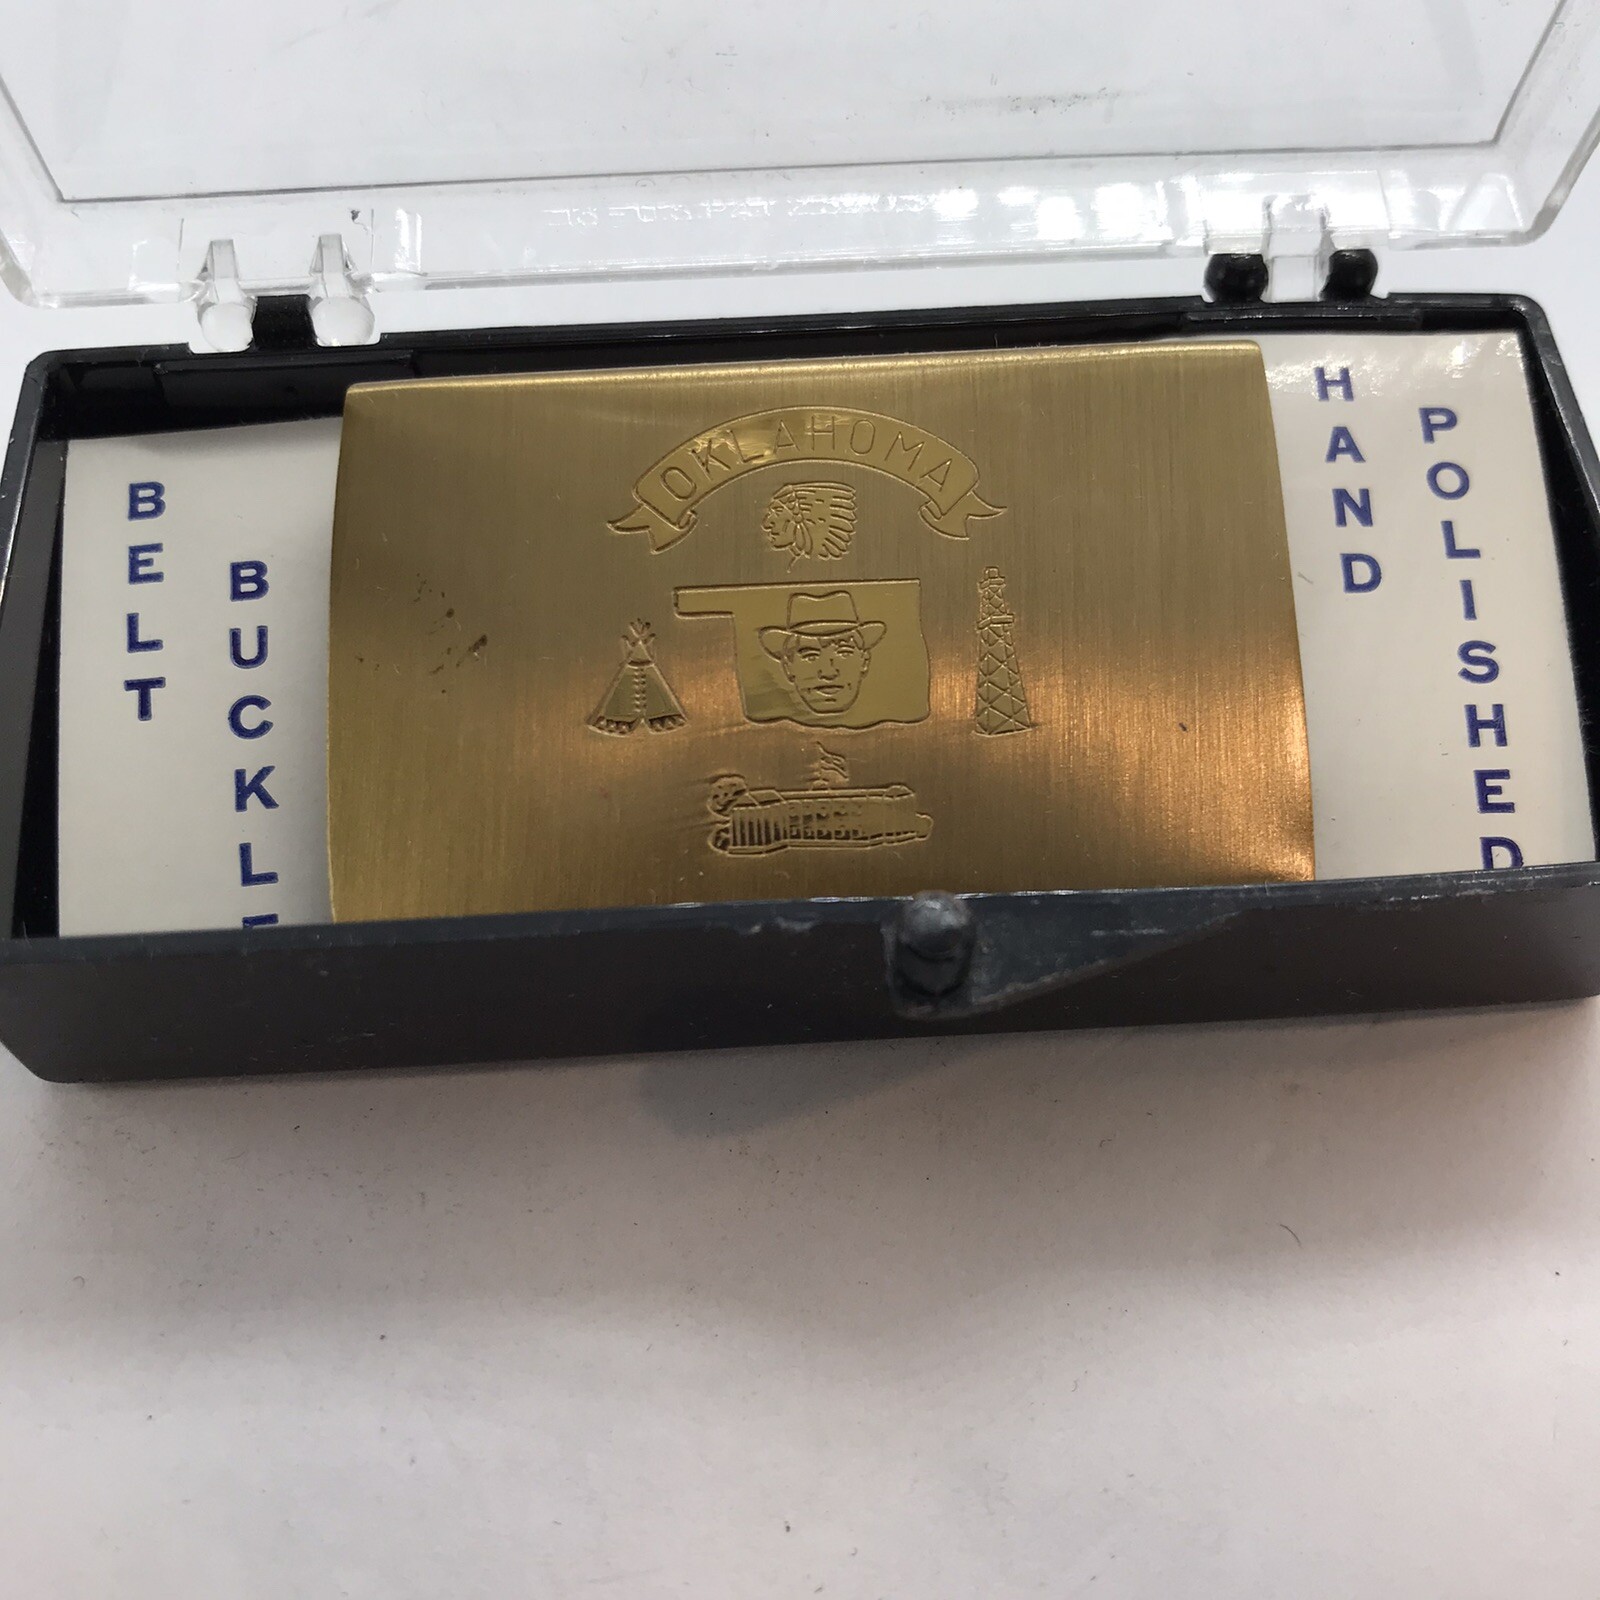 BELT
BUCKLE
OKLAHOMA
HAND
POLISHED